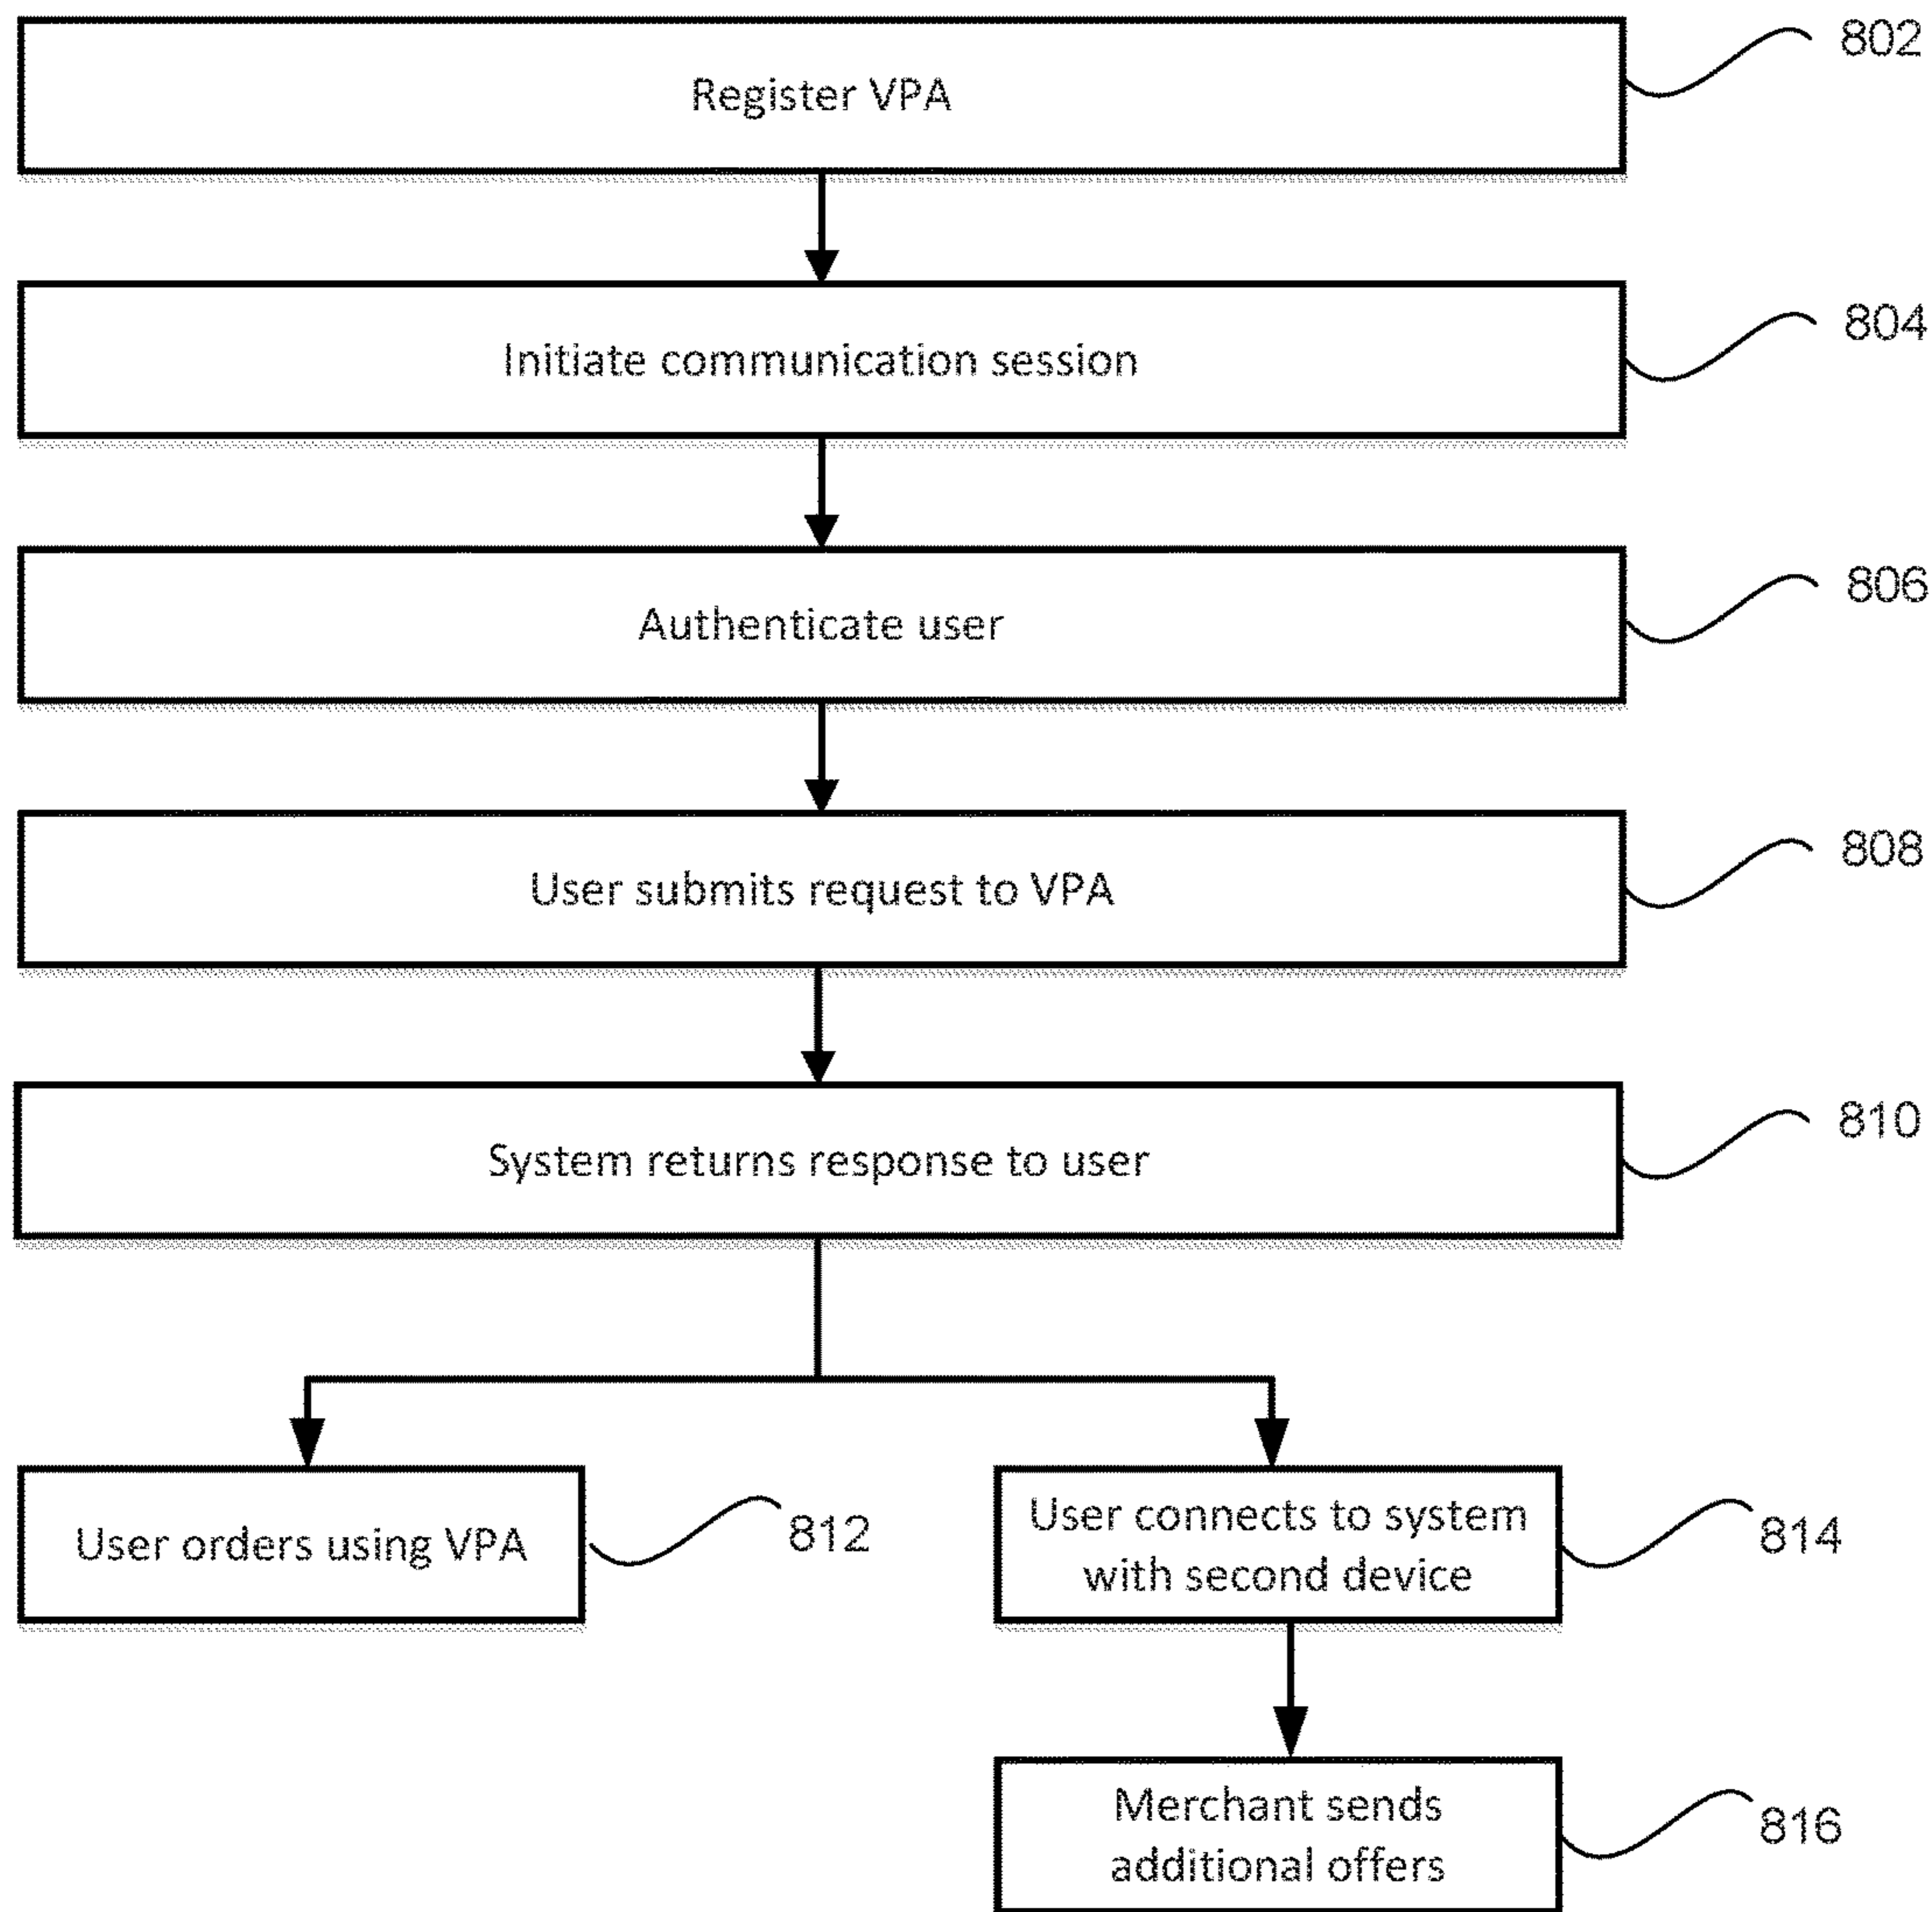 Register VPA
802
Initiate communication session
804
Authenticate user
806
User submits request to VPA
808
System returns response to user
810
User orders using VPA
812
User connects to system
with second device
814
Merchant sends
additional offers
816